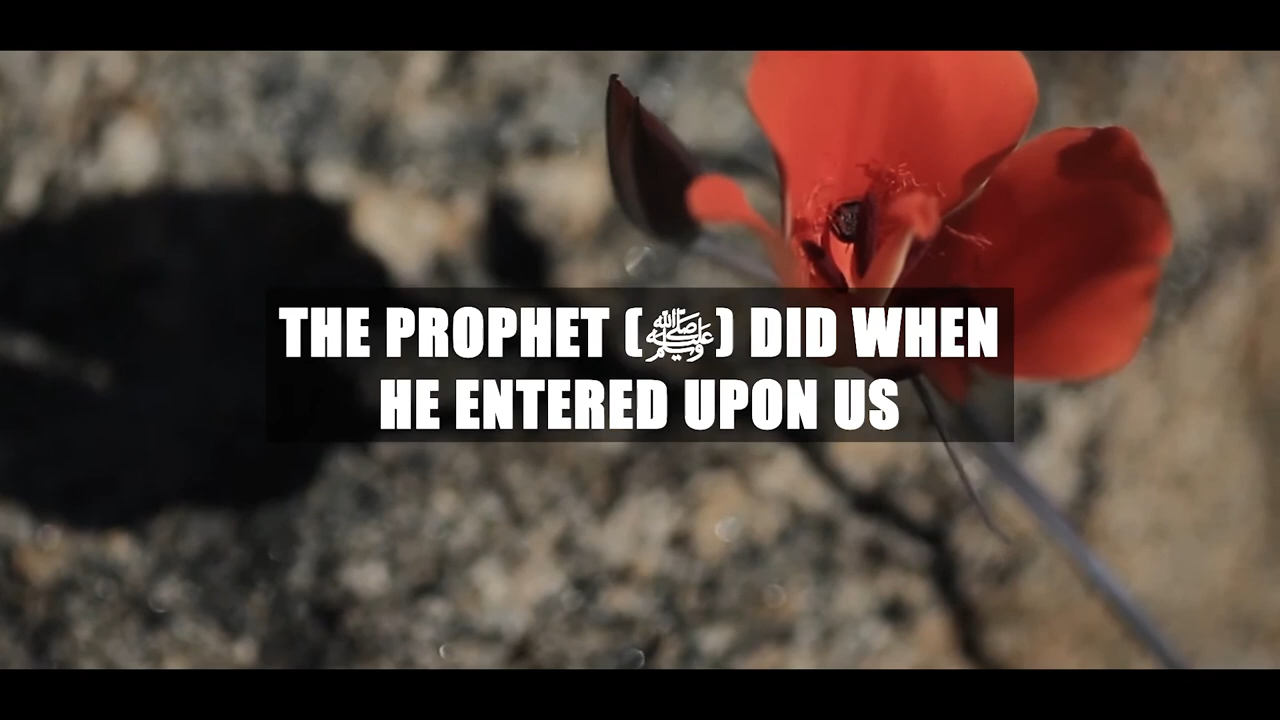 THE PROPHET (ﷺ) DID WHEN
HE ENTERED UPON US